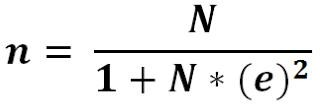 n = N / (1 + N * (e)²)